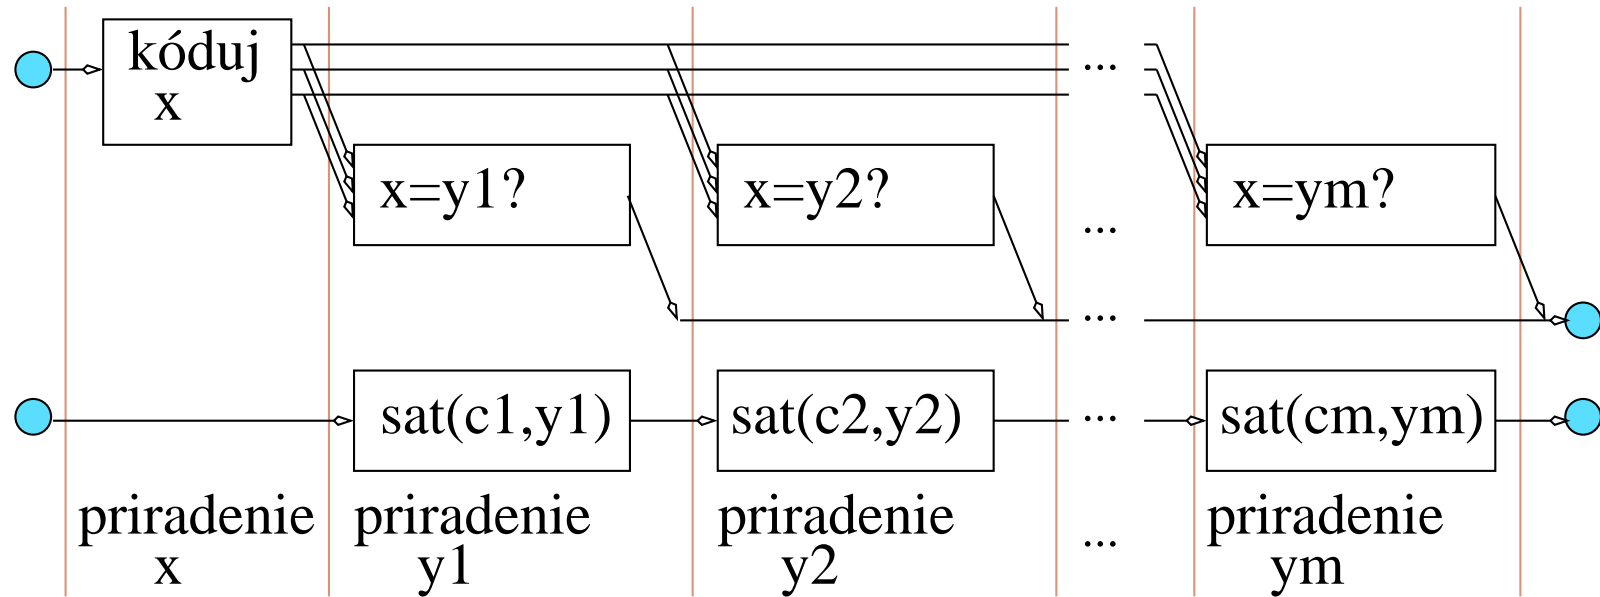 kóduj
x
...
x=y1?
x=y2?
x=ym?
...
...
sat(c1,y1)
sat(c2,y2)
...
sat(cm,ym)
priradenie
x
priradenie
y1
priradenie
y2
...
priradenie
ym